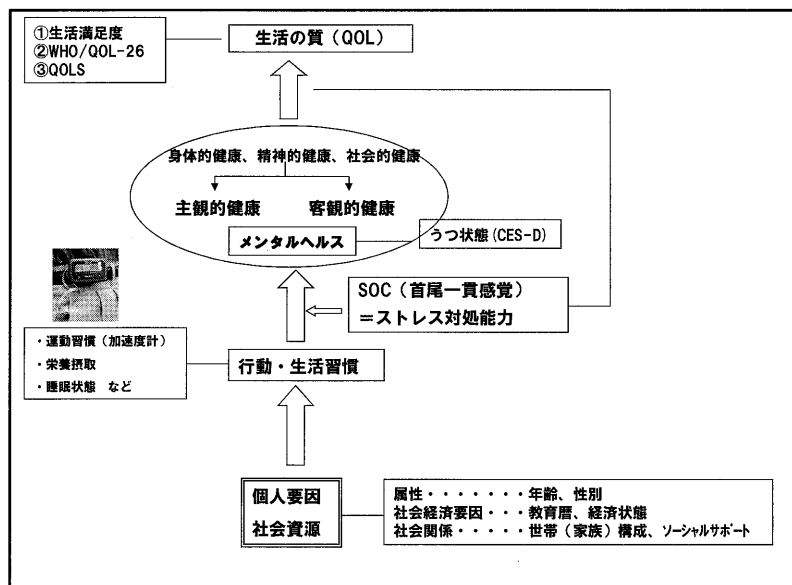 ①生活満足度
②WHO/QOL-26
③QOLS
生活の質（QOL）
身体的健康、精神的健康、社会的健康
主観的健康 客観的健康
メンタルヘルス
うつ状態(CES-D)
SOC（首尾一貫感覚）
＝ストレス対処能力
・運動習慣（加速度計）
・栄養摂取
・睡眠状態 など
行動・生活習慣
個人要因
社会資源
属性・・・・・・・年齢、性別
社会経済要因・・・教育暦、経済状態
社会関係・・・・・世帯（家族）構成、ソーシャルサポート